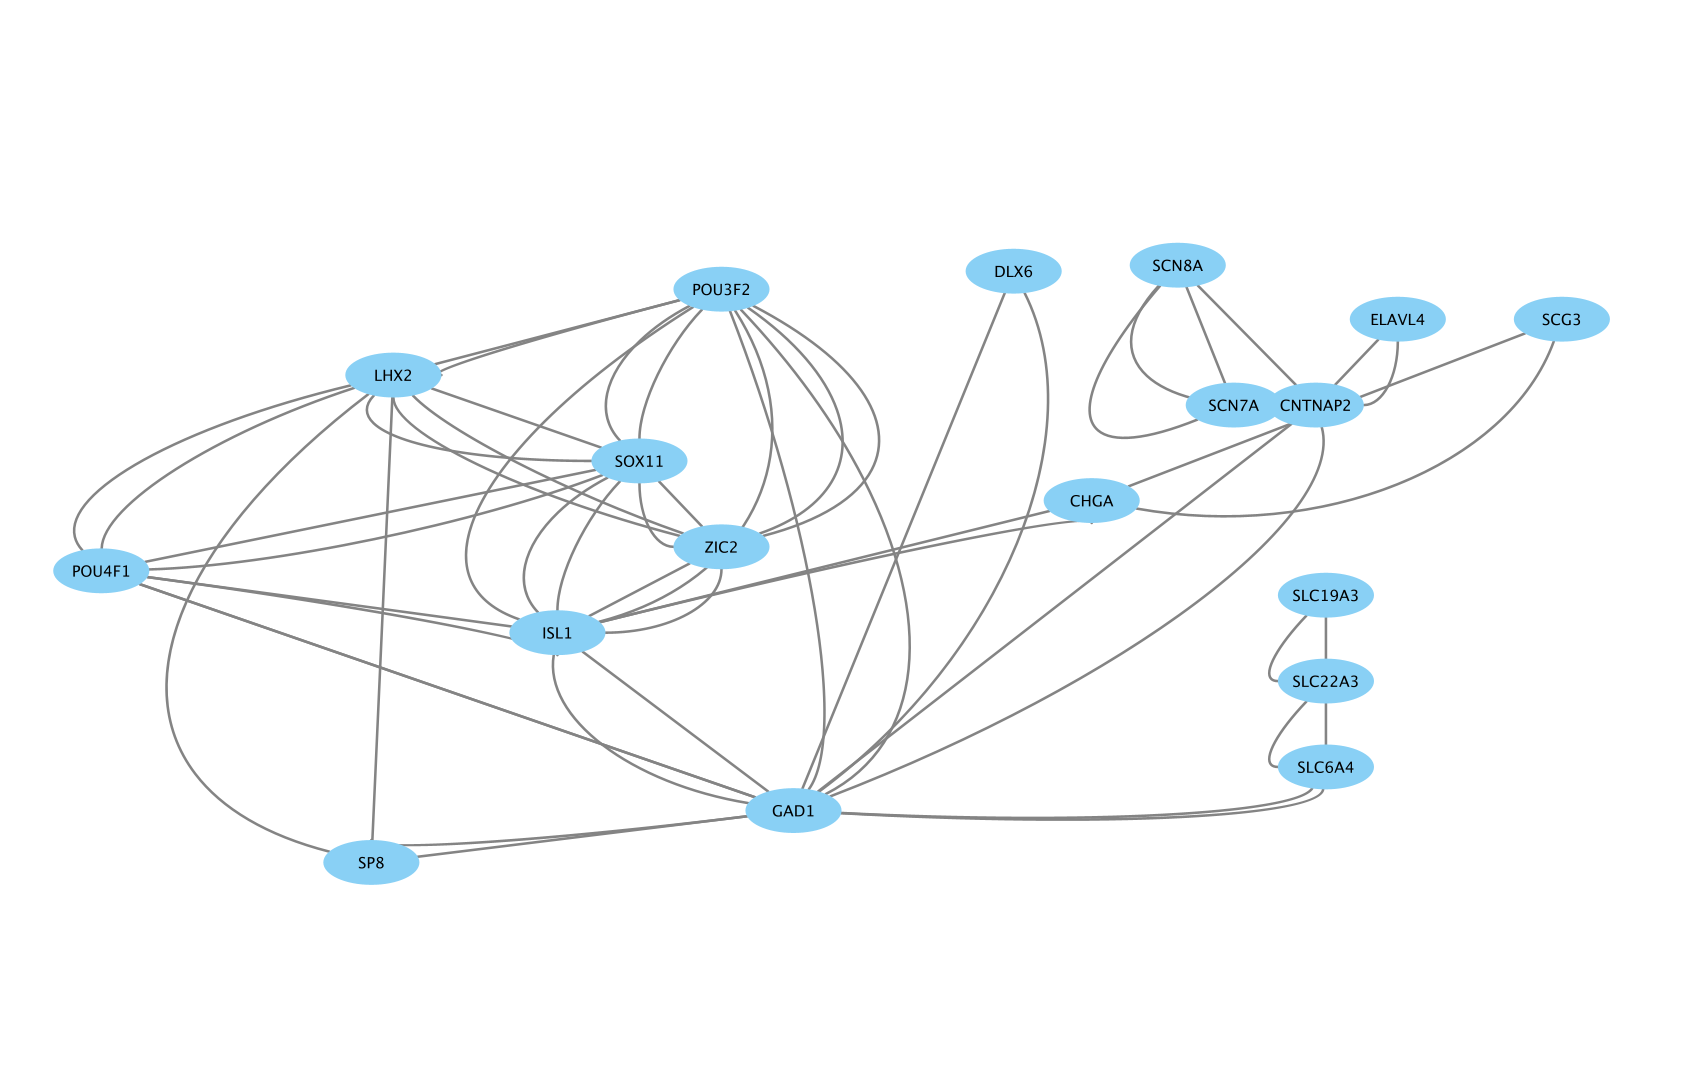 SCN8A
DLX6
POU3F2
ELAVL4
SCG3
LHX2
SCN7A
CNTNAP2
SOX11
CHGA
ZIC2
POU4F1
SLC19A3
ISL1
SLC22A3
SLC6A4
GAD1
SP8